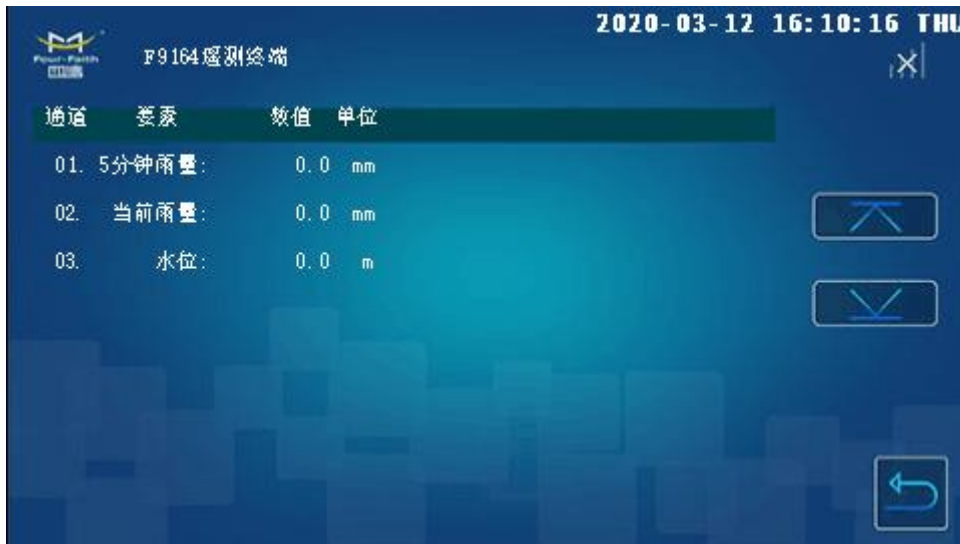 2020-03-12 16:10:16 THU
Four-Faith
F9164遥测终端
通道 要素 数值 单位
01. 5分钟雨量: 0.0 mm
02. 当前雨量: 0.0 mm
03. 水位: 0.0 m